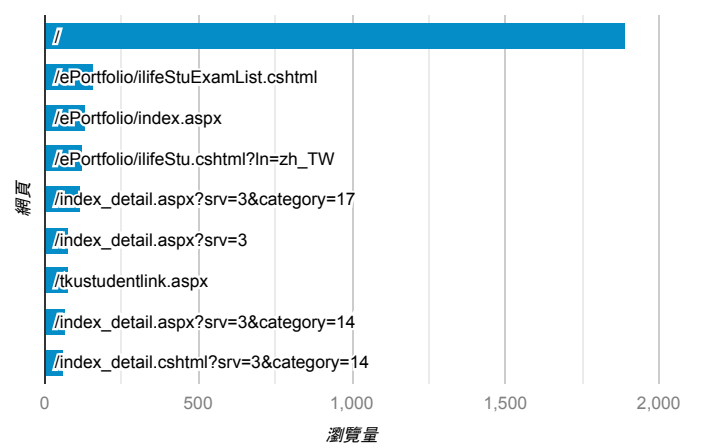 /
/ePortfolio/ilifeStuExamList.cshtml
/ePortfolio/index.aspx
/ePortfolio/ilifeStu.cshtml?ln=zh_TW
/index_detail.aspx?srv=3&category=17
/index_detail.aspx?srv=3
/tkustudentlink.aspx
/index_detail.aspx?srv=3&category=14
/index_detail.cshtml?srv=3&category=14
網頁
0 500 1,000 1,500 2,000
瀏覽量